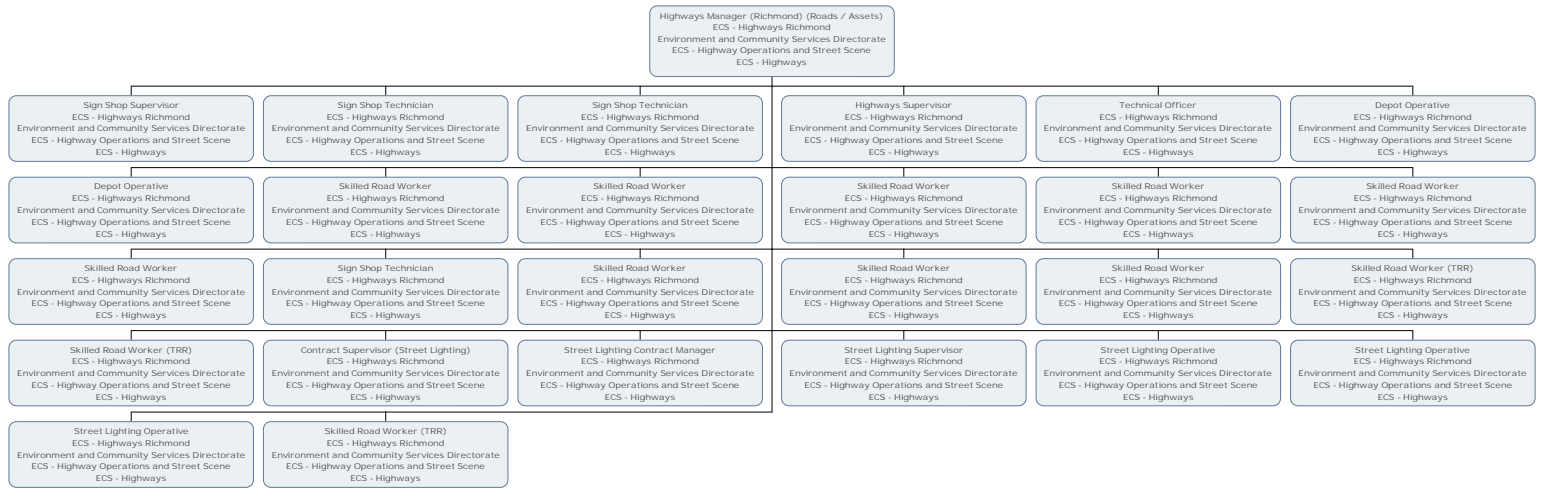 Highways Manager (Richmond) (Roads / Assets)
ECS - Highways Richmond
Environment and Community Services Directorate
ECS - Highway Operations and Street Scene
ECS - Highways
Sign Shop Supervisor
ECS - Highways Richmond
Environment and Community Services Directorate
ECS - Highway Operations and Street Scene
ECS - Highways
Sign Shop Technician
ECS - Highways Richmond
Environment and Community Services Directorate
ECS - Highway Operations and Street Scene
ECS - Highways
Sign Shop Technician
ECS - Highways Richmond
Environment and Community Services Directorate
ECS - Highway Operations and Street Scene
ECS - Highways
Highways Supervisor
ECS - Highways Richmond
Environment and Community Services Directorate
ECS - Highway Operations and Street Scene
ECS - Highways
Technical Officer
ECS - Highways Richmond
Environment and Community Services Directorate
ECS - Highway Operations and Street Scene
ECS - Highways
Depot Operative
ECS - Highways Richmond
Environment and Community Services Directorate
ECS - Highway Operations and Street Scene
ECS - Highways
Depot Operative
ECS - Highways Richmond
Environment and Community Services Directorate
ECS - Highway Operations and Street Scene
ECS - Highways
Skilled Road Worker
ECS - Highways Richmond
Environment and Community Services Directorate
ECS - Highway Operations and Street Scene
ECS - Highways
Skilled Road Worker
ECS - Highways Richmond
Environment and Community Services Directorate
ECS - Highway Operations and Street Scene
ECS - Highways
Skilled Road Worker
ECS - Highways Richmond
Environment and Community Services Directorate
ECS - Highway Operations and Street Scene
ECS - Highways
Skilled Road Worker
ECS - Highways Richmond
Environment and Community Services Directorate
ECS - Highway Operations and Street Scene
ECS - Highways
Skilled Road Worker
ECS - Highways Richmond
Environment and Community Services Directorate
ECS - Highway Operations and Street Scene
ECS - Highways
Skilled Road Worker
ECS - Highways Richmond
Environment and Community Services Directorate
ECS - Highway Operations and Street Scene
ECS - Highways
Sign Shop Technician
ECS - Highways Richmond
Environment and Community Services Directorate
ECS - Highway Operations and Street Scene
ECS - Highways
Skilled Road Worker
ECS - Highways Richmond
Environment and Community Services Directorate
ECS - Highway Operations and Street Scene
ECS - Highways
Skilled Road Worker
ECS - Highways Richmond
Environment and Community Services Directorate
ECS - Highway Operations and Street Scene
ECS - Highways
Skilled Road Worker
ECS - Highways Richmond
Environment and Community Services Directorate
ECS - Highway Operations and Street Scene
ECS - Highways
Skilled Road Worker (TRR)
ECS - Highways Richmond
Environment and Community Services Directorate
ECS - Highway Operations and Street Scene
ECS - Highways
Skilled Road Worker (TRR)
ECS - Highways Richmond
Environment and Community Services Directorate
ECS - Highway Operations and Street Scene
ECS - Highways
Contract Supervisor (Street Lighting)
ECS - Highways Richmond
Environment and Community Services Directorate
ECS - Highway Operations and Street Scene
ECS - Highways
Street Lighting Contract Manager
ECS - Highways Richmond
Environment and Community Services Directorate
ECS - Highway Operations and Street Scene
ECS - Highways
Street Lighting Supervisor
ECS - Highways Richmond
Environment and Community Services Directorate
ECS - Highway Operations and Street Scene
ECS - Highways
Street Lighting Operative
ECS - Highways Richmond
Environment and Community Services Directorate
ECS - Highway Operations and Street Scene
ECS - Highways
Street Lighting Operative
ECS - Highways Richmond
Environment and Community Services Directorate
ECS - Highway Operations and Street Scene
ECS - Highways
Street Lighting Operative
ECS - Highways Richmond
Environment and Community Services Directorate
ECS - Highway Operations and Street Scene
ECS - Highways
Skilled Road Worker (TRR)
ECS - Highways Richmond
Environment and Community Services Directorate
ECS - Highway Operations and Street Scene
ECS - Highways